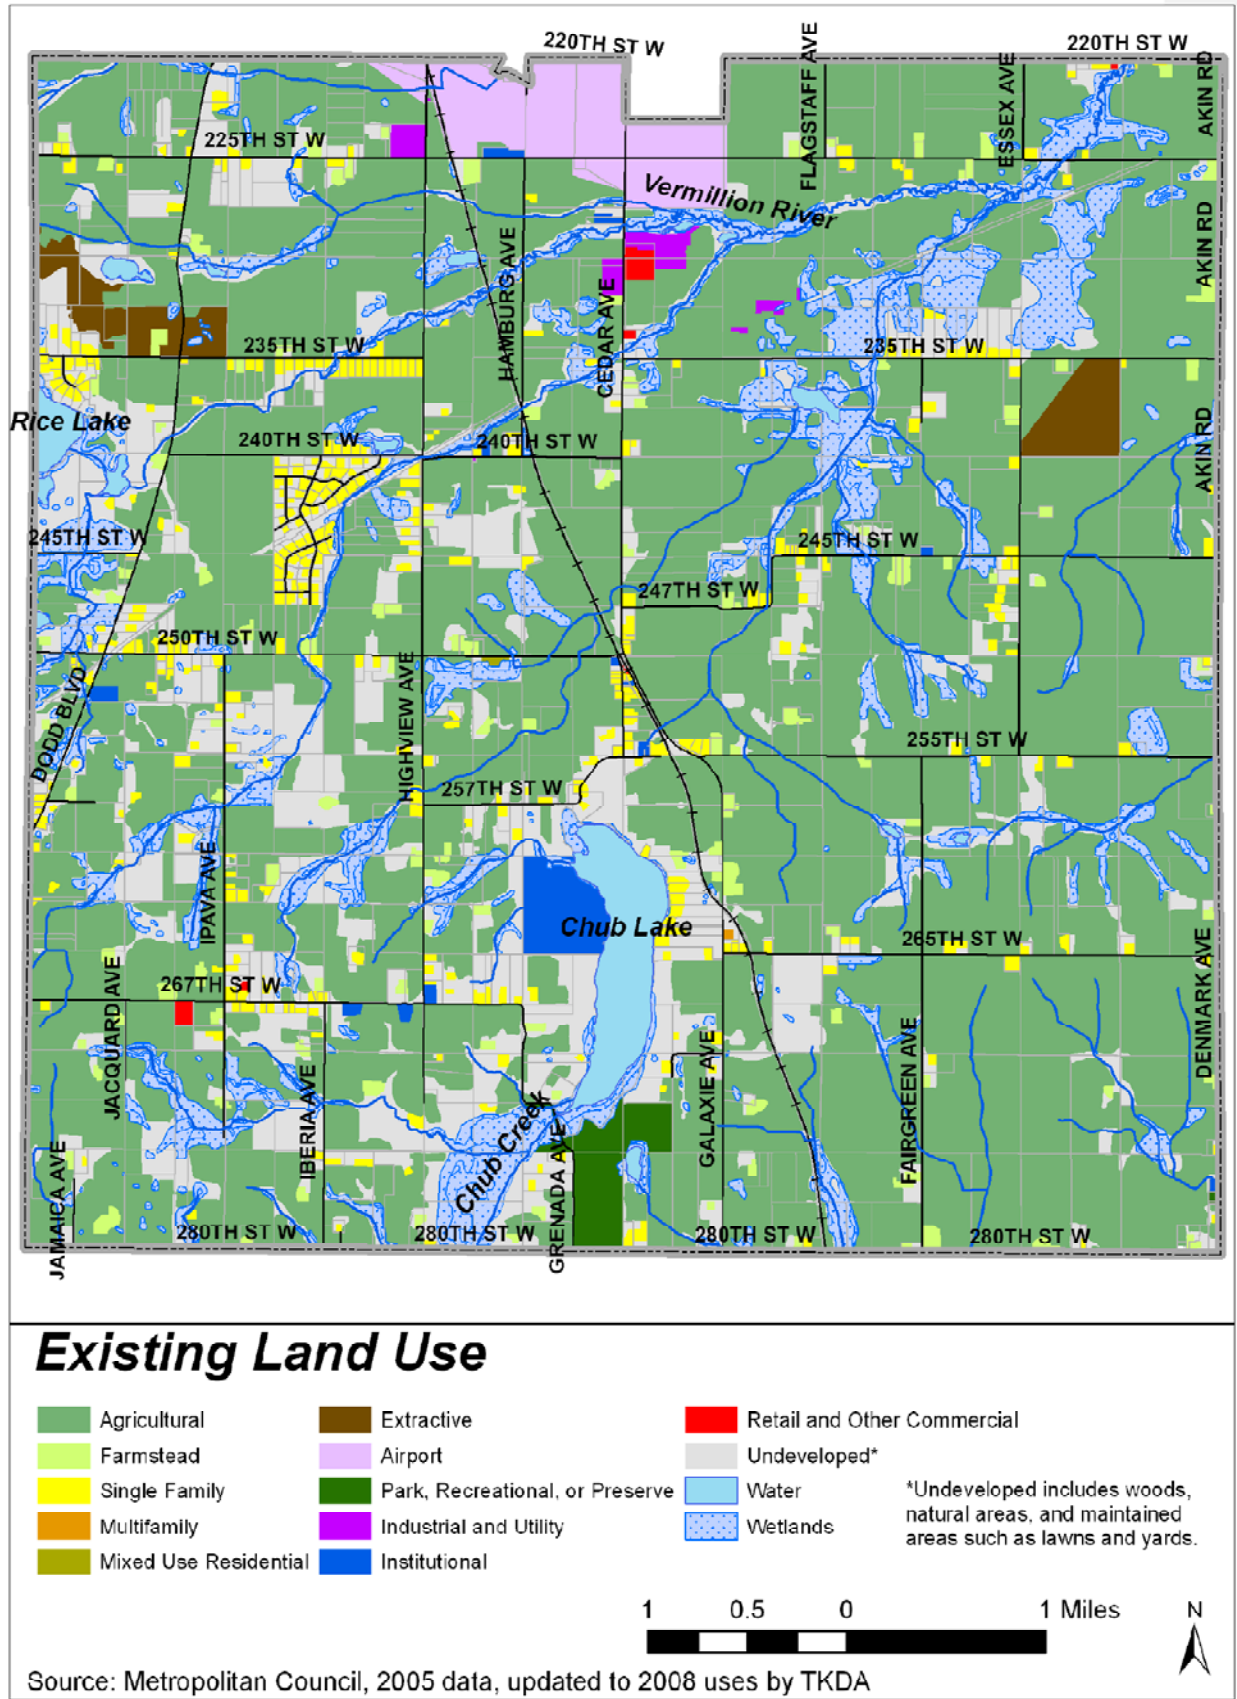 220TH ST W
220TH ST W
FLAGSTAFF AVE
ESSEX AVE
AKIN RD
225TH ST W
Vermillion River
AKIN RD
HAMBURG AVE
CEDAR AVE
235TH ST W
235TH ST W
Rice Lake
240TH ST W
240TH ST W
AKIN RD
245TH ST W
245TH ST W
247TH ST W
250TH ST W
DODD BLVD
HIGHVIEW AVE
255TH ST W
257TH ST W
IPAVA AVE
Chub Lake
265TH ST W
267TH ST W
JACQUARD AVE
DENMARK AVE
IBERIA AVE
GALAXIE AVE
FAIRGREEN AVE
Chub Creek
JAMAICA AVE
GRENADA AVE
280TH ST W
280TH ST W
280TH ST W
280TH ST W
Existing Land Use
Agricultural
Farmstead
Single Family
Multifamily
Mixed Use Residential
Extractive
Airport
Park, Recreational, or Preserve
Industrial and Utility
Institutional
Retail and Other Commercial
Undeveloped*
Water
Wetlands
*Undeveloped includes woods,
natural areas, and maintained
areas such as lawns and yards.
1 0.5 0 1 Miles
N
Source: Metropolitan Council, 2005 data, updated to 2008 uses by TKDA